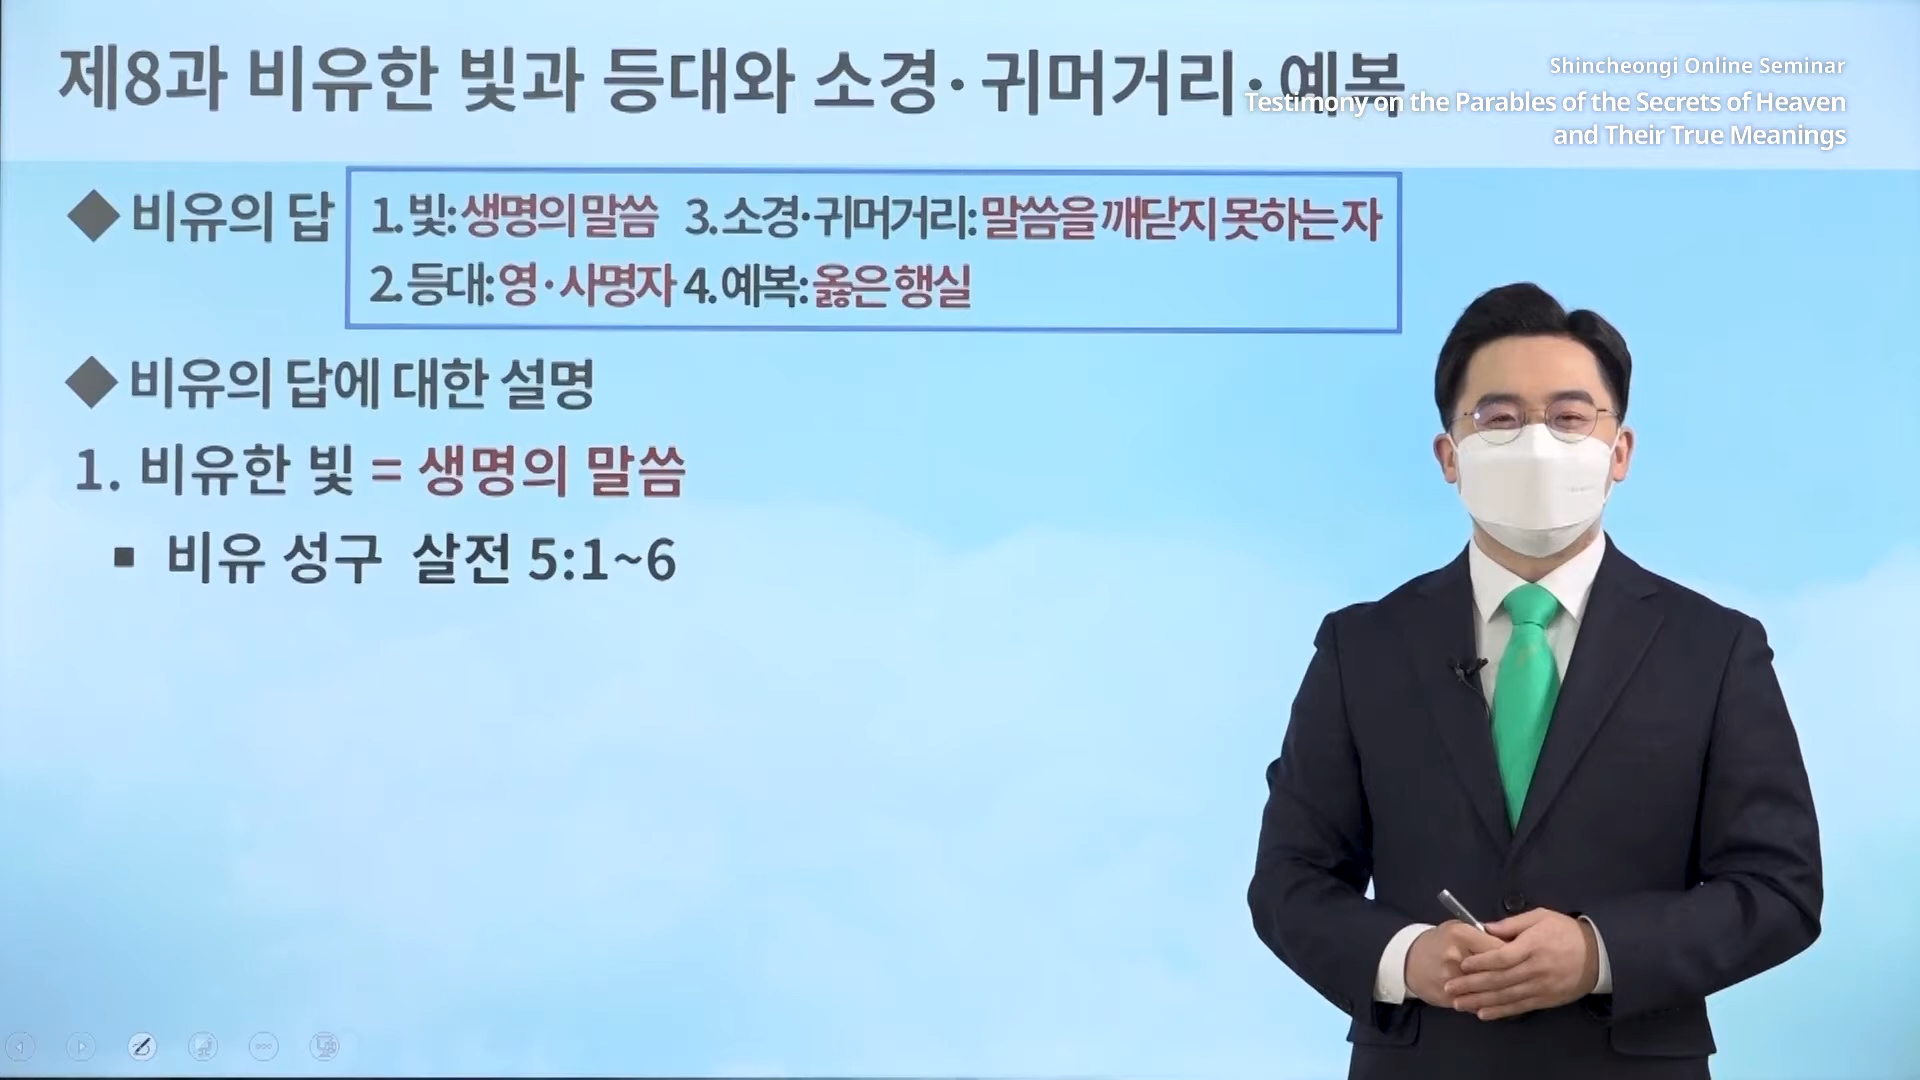 제8과 비유한 빛과 등대와 소경·귀머거리·예복
Shincheongi Online Seminar
Testimony on the Parables of the Secrets of Heaven
and Their True Meanings
◆ 비유의 답
1. 빛: 생명의 말씀 3. 소경·귀머거리: 말씀을 깨닫지 못하는 자
2. 등대: 영·사명자 4. 예복: 옳은 행실
◆ 비유의 답에 대한 설명
1. 비유한 빛 = 생명의 말씀
▪ 비유 성구 살전 5:1~6